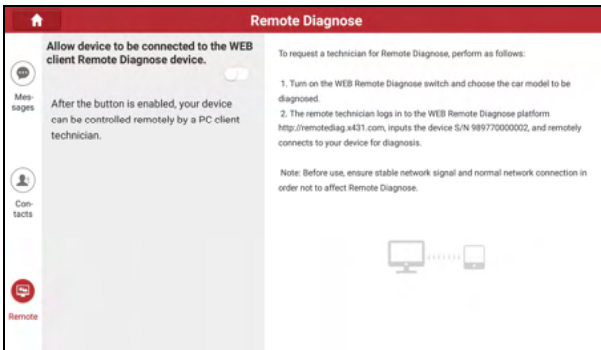 Remote Diagnose
Mes-
sages
Con-
tacts
Remote
Allow device to be connected to the WEB
client Remote Diagnose device.
After the button is enabled, your device
can be controlled remotely by a PC client
technician.
To request a technician for Remote Diagnose, perform as follows:
1. Turn on the WEB Remote Diagnose switch and choose the car model to be
diagnosed.
2. The remote technician logs in to the WEB Remote Diagnose platform
http://remotediag.x431.com, inputs the device S/N 989770000002, and remotely
connects to your device for diagnosis.
Note: Before use, ensure stable network signal and normal network connection in
order not to affect Remote Diagnose.